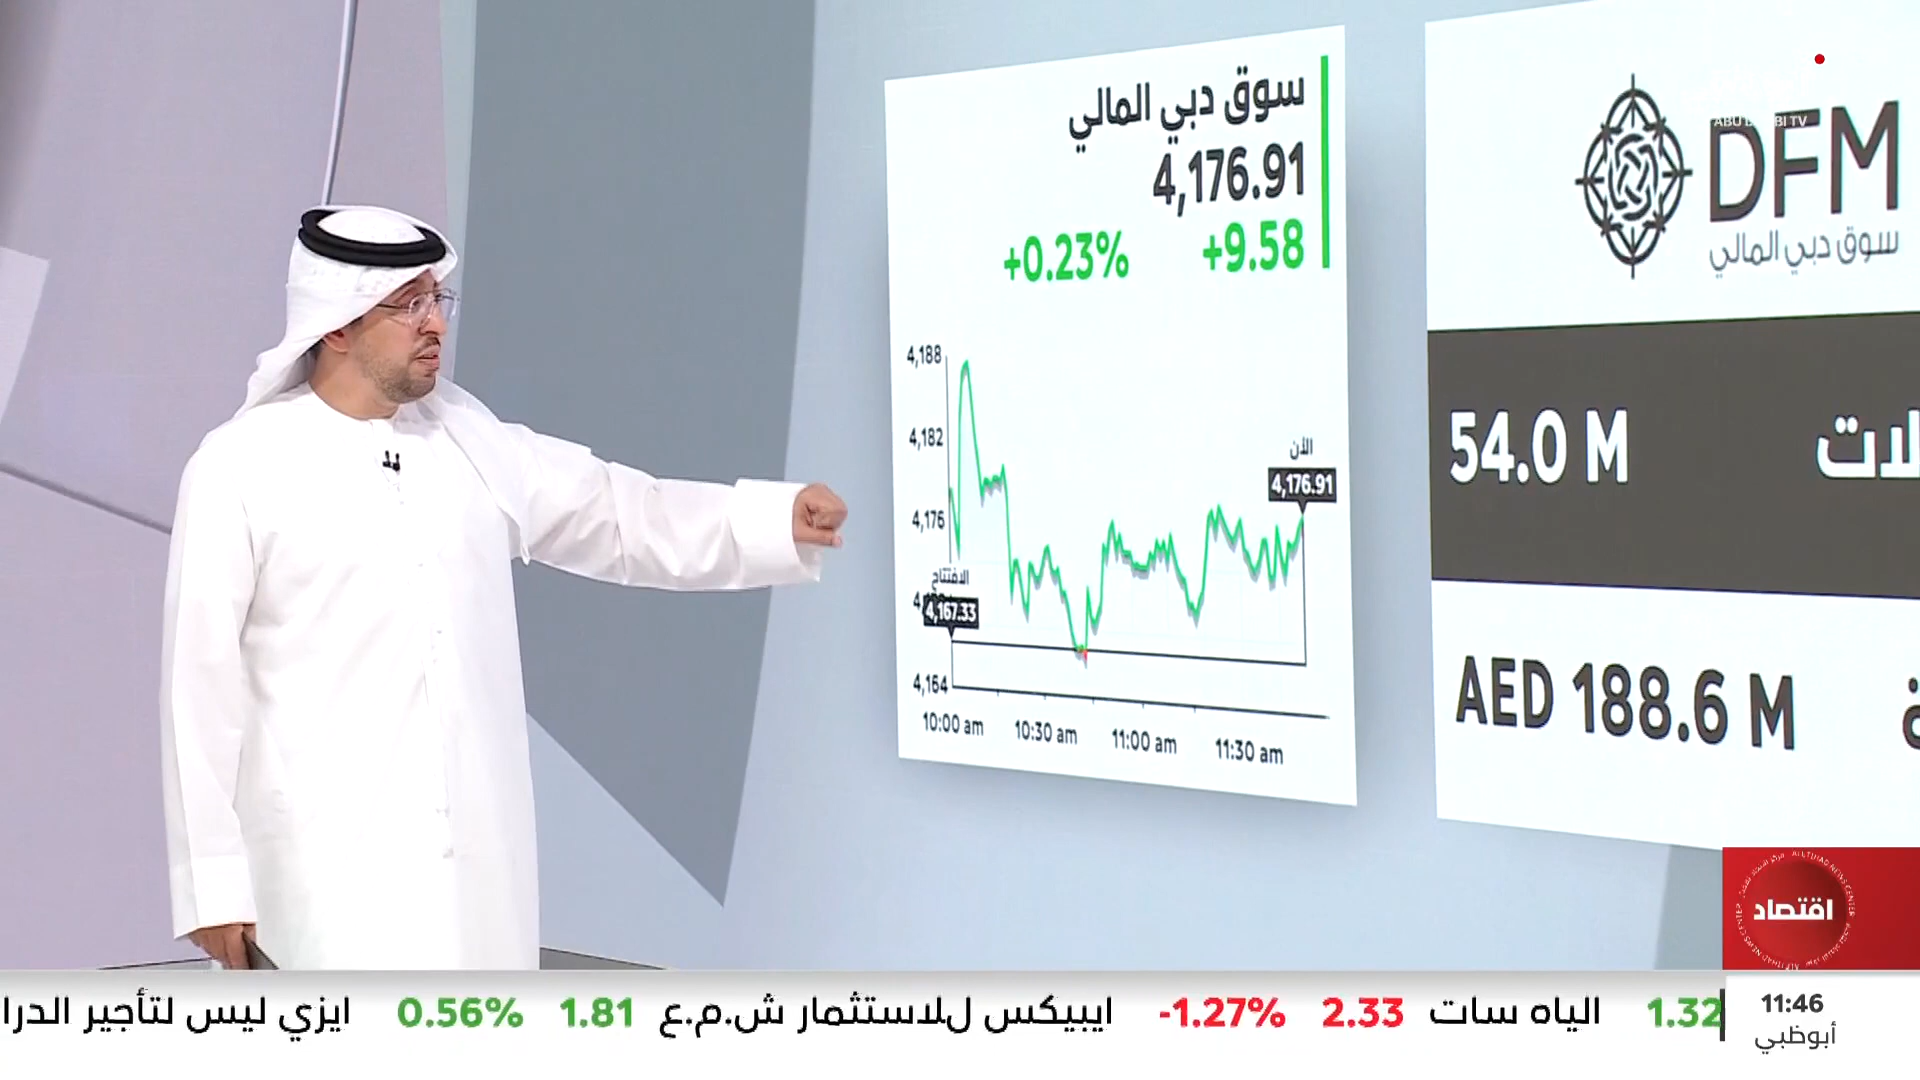 سوق دبي المالي
4,176.91
+0.23% +9.58
4,188
4,182
4,176
4,164
الآن
4,176.91
الافتتاح
4,167.33
10:00 am 10:30 am 11:00 am 11:30 am
ABU DHABI TV
DFM
سوق دبي المالي
54.0 M
AED 188.6 M
اقتصاد
1.32 الياه سات 2.33 -1.27% ايبيكس للاستثمار ش.م.ع 1.81 0.56% ايزي ليس لتأجير الدرا
11:46
أبوظبي